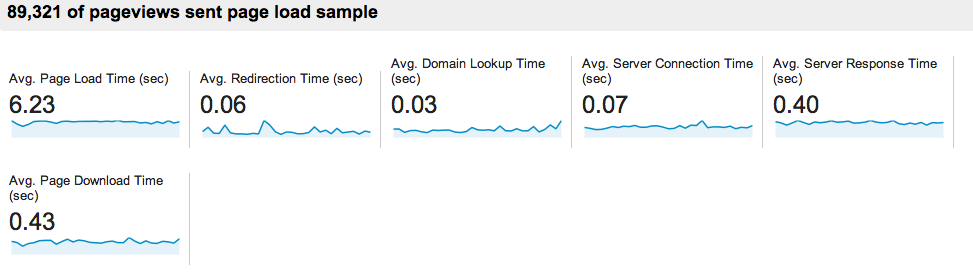 89,321 of pageviews sent page load sample
Avg. Page Load Time (sec)
6.23
Avg. Redirection Time (sec)
0.06
Avg. Domain Lookup Time
(sec)
0.03
Avg. Server Connection Time
(sec)
0.07
Avg. Server Response Time
(sec)
0.40
Avg. Page Download Time
(sec)
0.43